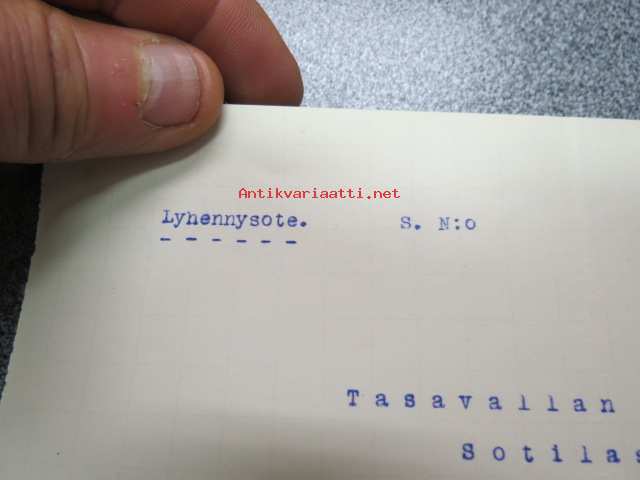 Antikvariaatti.net
Lyhennysote. S. N:o
Tasavallan
Sotilas